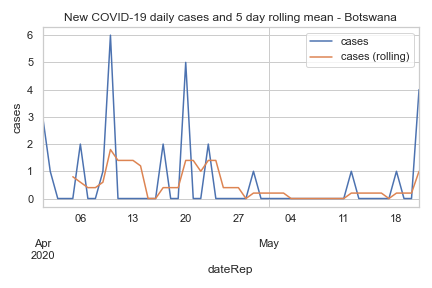 New COVID-19 daily cases and 5 day rolling mean - Botswana
cases
cases (rolling)
cases
6
5
4
3
2
1
0
06 13 20 27 04 11 18
Apr May
2020
dateRep